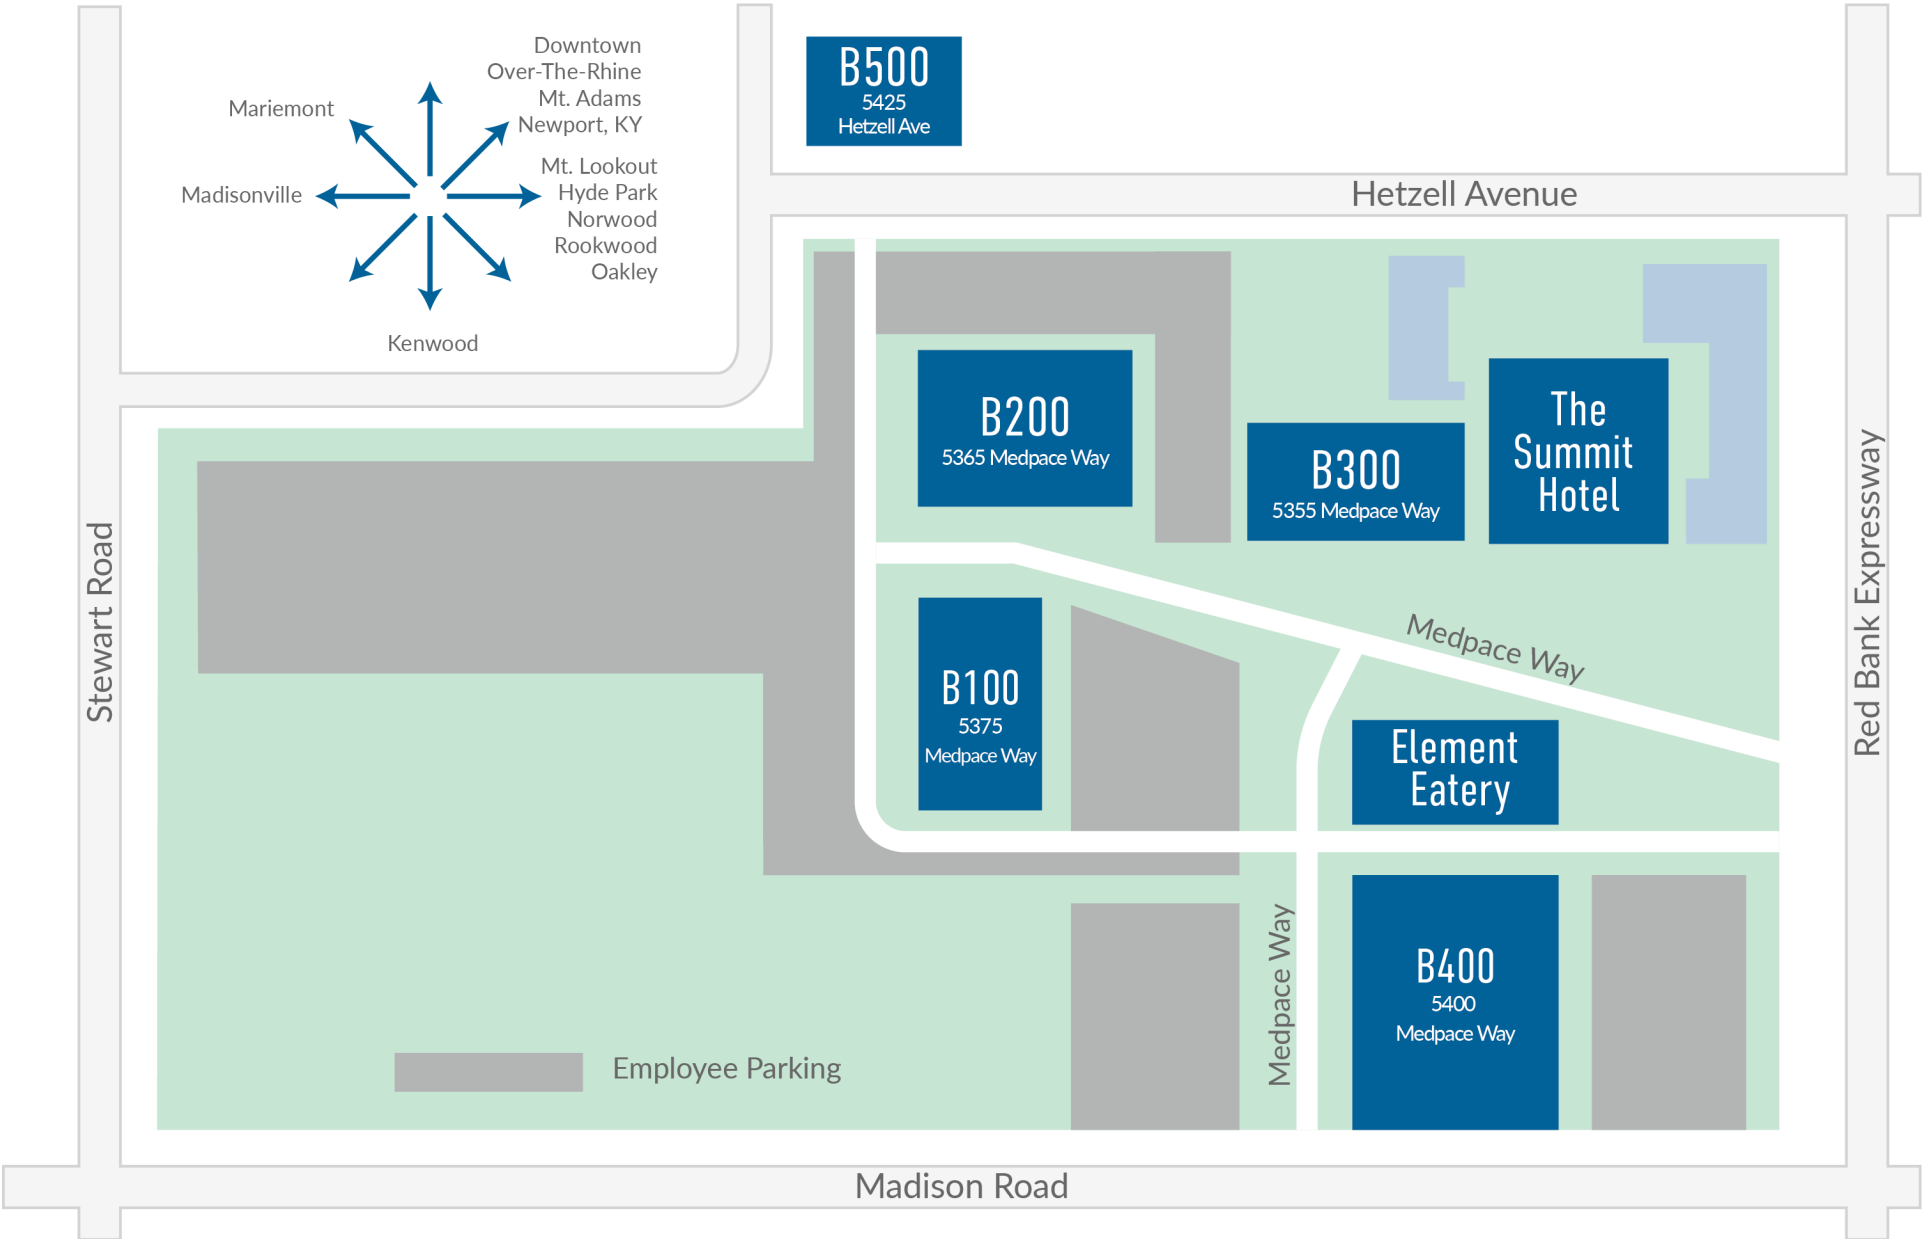 Downtown
Over-The-Rhine
Mt. Adams
Newport, KY
Mariemont
Mt. Lookout
Hyde Park
Norwood
Rookwood
Oakley
Madisonville
Kenwood
B500
5425
Hetzell Ave
Hetzell Avenue
B200
5365 Medpace Way
B300
5355 Medpace Way
The
Summit
Hotel
Stewart Road
Red Bank Expressway
Medpace Way
B100
5375
Medpace Way
Element
Eatery
Medpace Way
B400
5400
Medpace Way
Employee Parking
Madison Road